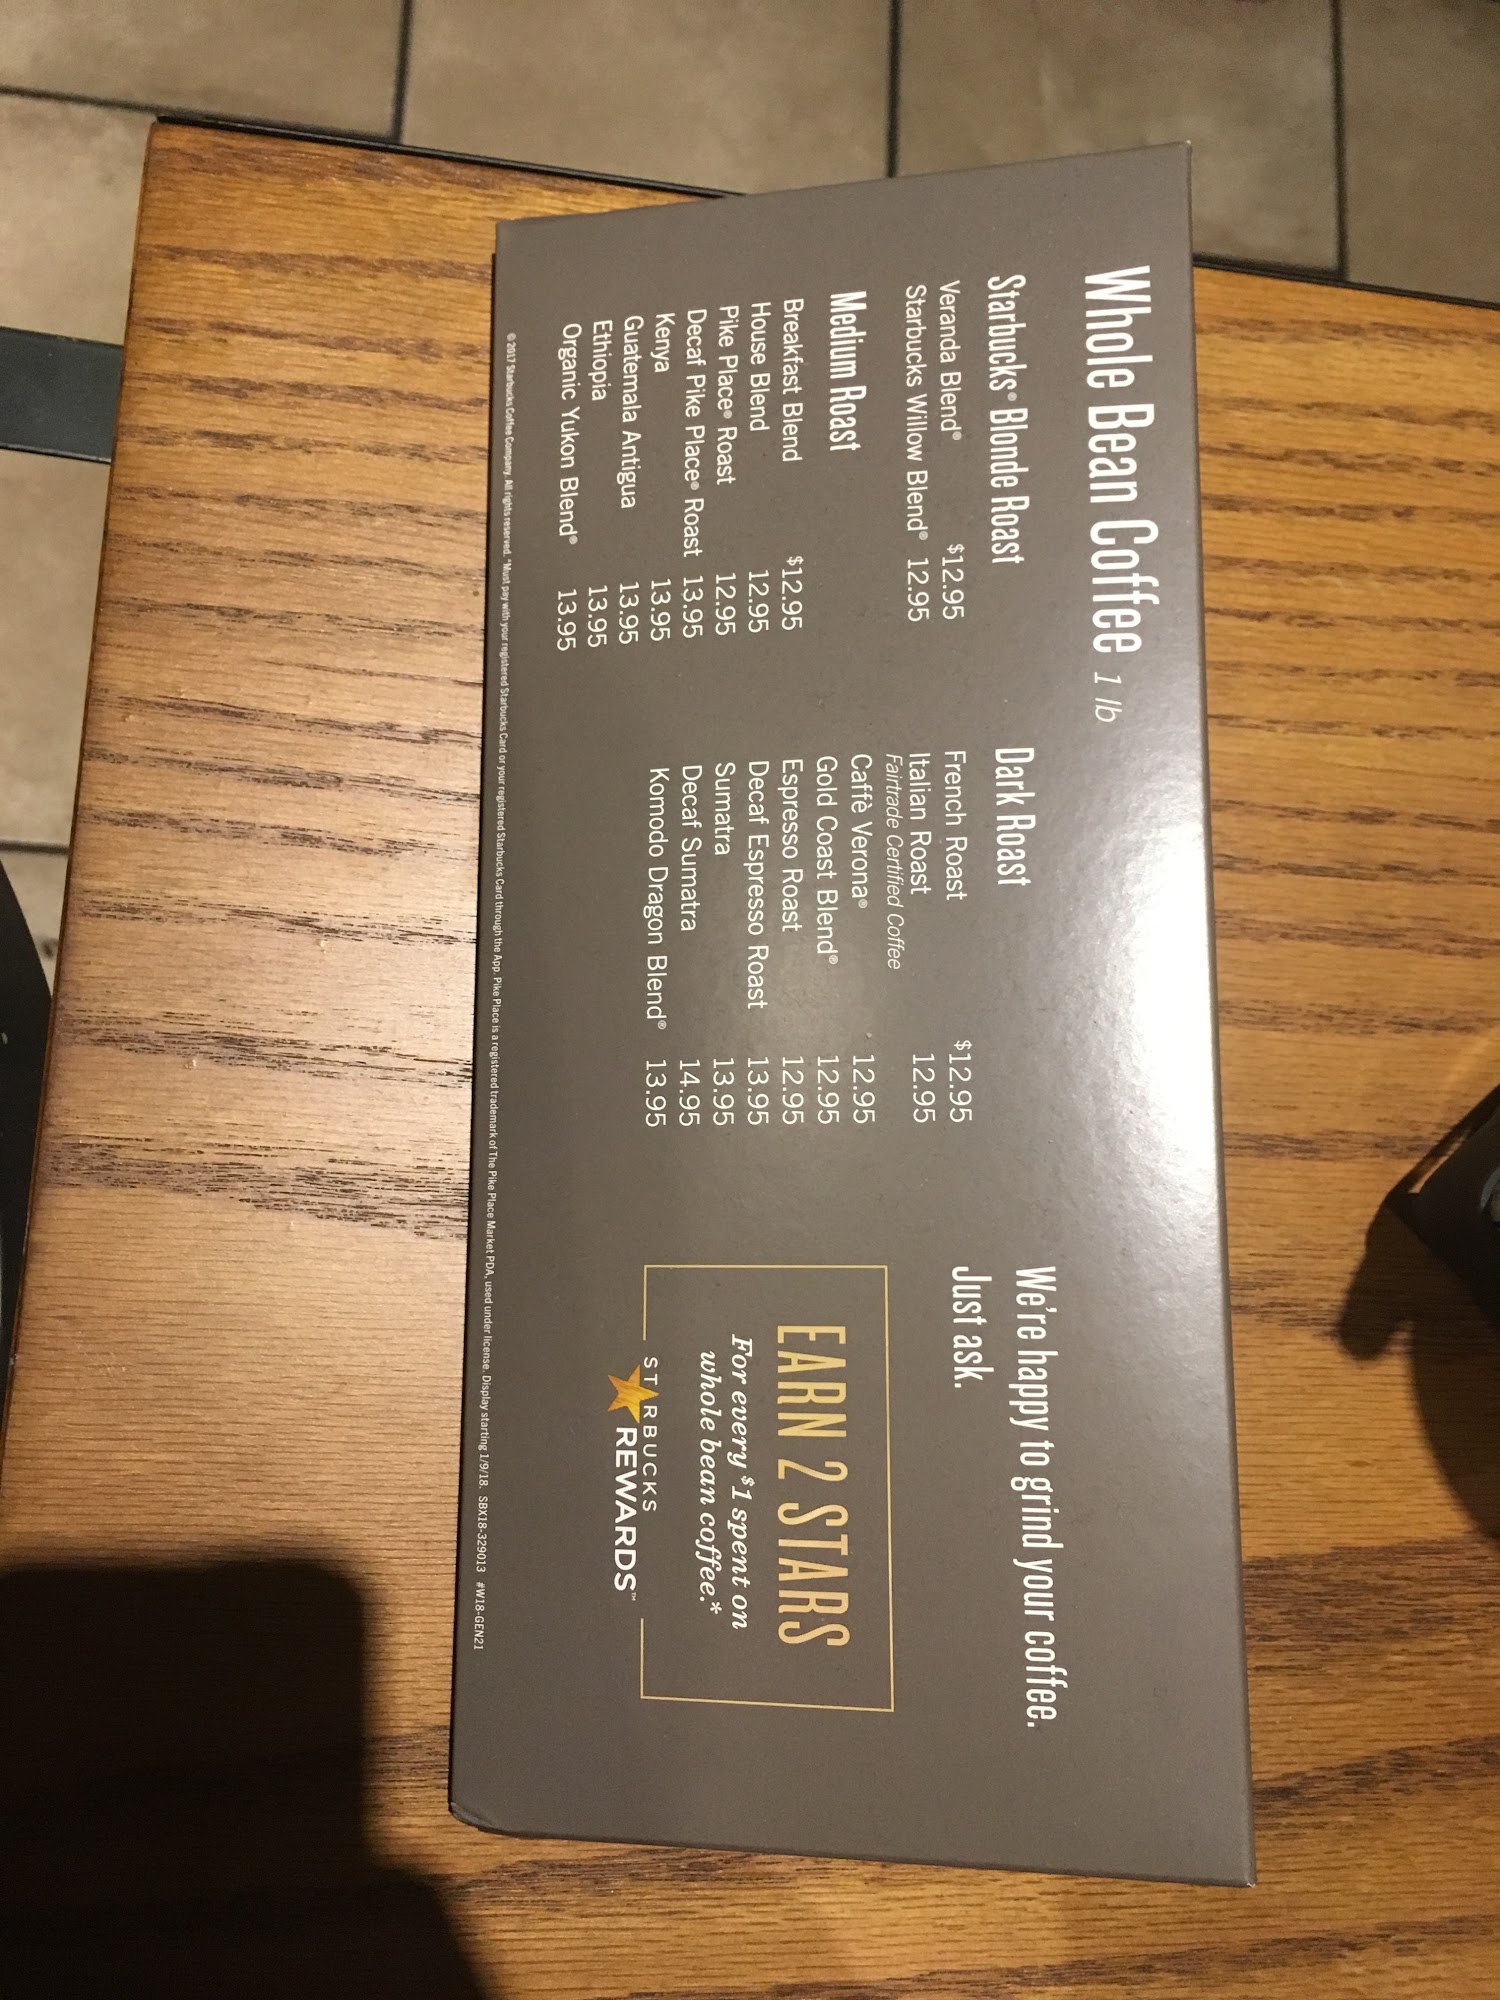 Whole Bean Coffee 1 lb
Starbucks® Blonde Roast
Veranda Blend® $12.95
Starbucks Willow Blend® 12.95
Medium Roast
Breakfast Blend $12.95
House Blend 12.95
Pike Place® Roast 12.95
Decaf Pike Place® Roast 13.95
Kenya 13.95
Guatemala Antigua 13.95
Ethiopia 13.95
Organic Yukon Blend® 13.95
Dark Roast
French Roast $12.95
Italian Roast 12.95
Fairtrade Certified Coffee
Caffè Verona® 12.95
Gold Coast Blend® 12.95
Espresso Roast 12.95
Decaf Espresso Roast 13.95
Sumatra 13.95
Decaf Sumatra 14.95
Komodo Dragon Blend® 13.95
We're happy to grind your coffee.
Just ask.
EARN 2 STARS
For every $1 spent on
whole bean coffee.*
STARBUCKS
REWARDS™
© 2017 Starbucks Coffee Company. All rights reserved. *Must pay with your registered Starbucks Card or your registered Starbucks Card through the App. Pike Place is a registered trademark of The Pike Place Market PDA, used under license. Display starting 1/9/18. SBX18-329013 #W18-GEN21